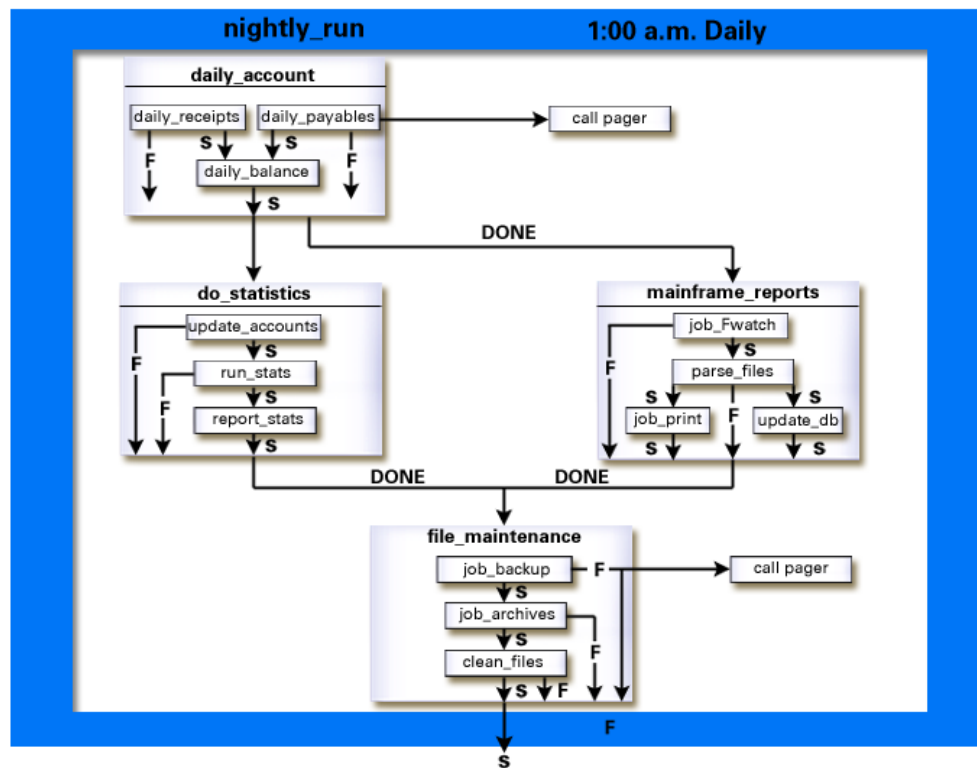 nightly_run 1:00 a.m. Daily
daily_account
daily_receipts daily_payables call pager
S S
F F
daily_balance
S
DONE
do_statistics mainframe_reports
update_accounts job_Fwatch
S S
F F
run_stats parse_files
S S S
F F
report_stats job_print update_db
S S S
DONE DONE
file_maintenance
job_backup F call pager
S
job_archives
S
F
clean_files
S F
F
S